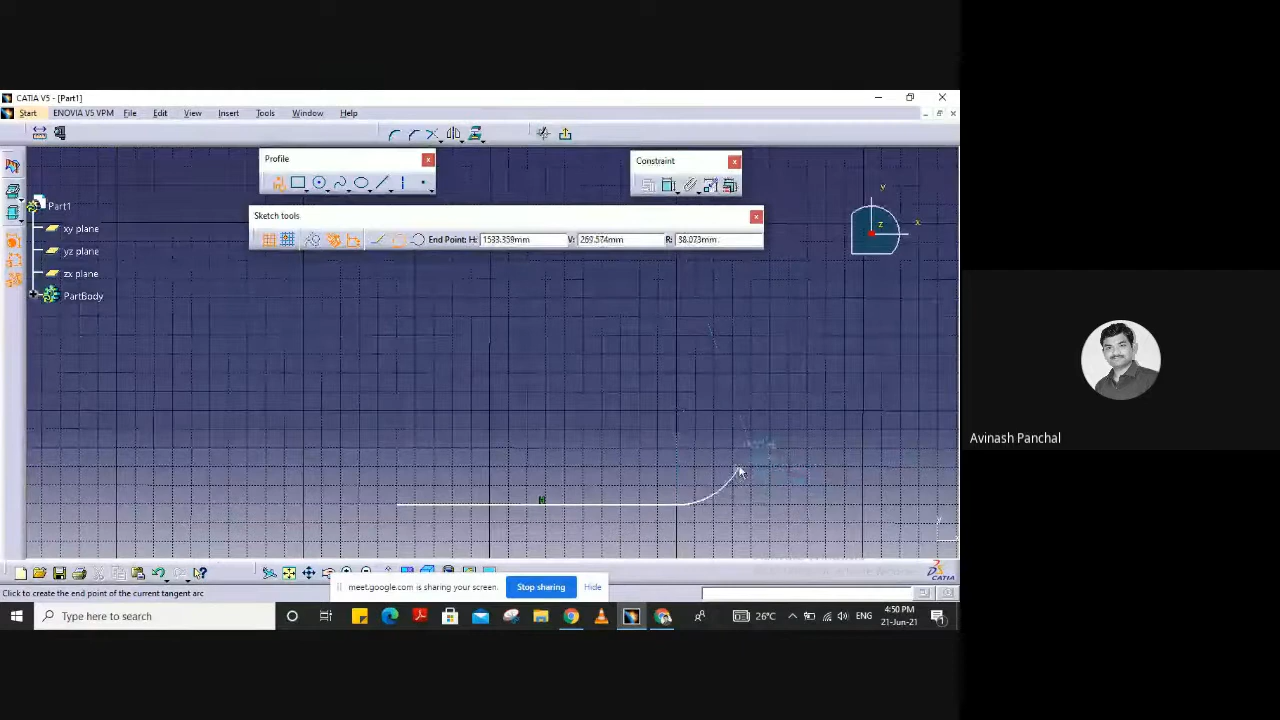 CATIA V5 - [Part1]
Start ENOVIA V5 VPM File Edit View Insert Tools Window Help
Profile
Constraint
Sketch tools
End Point: H: 1533.359mm V: 269.574mm R: 38.073mm
Part1
xy plane
yz plane
zx plane
PartBody
y
x
z
H
y
Avinash Panchal
CATIA
meet.google.com is sharing your screen. Stop sharing Hide
Click to create the end point of the current tangent arc
Type here to search
26°C ENG
4:50 PM
21-Jun-21
1